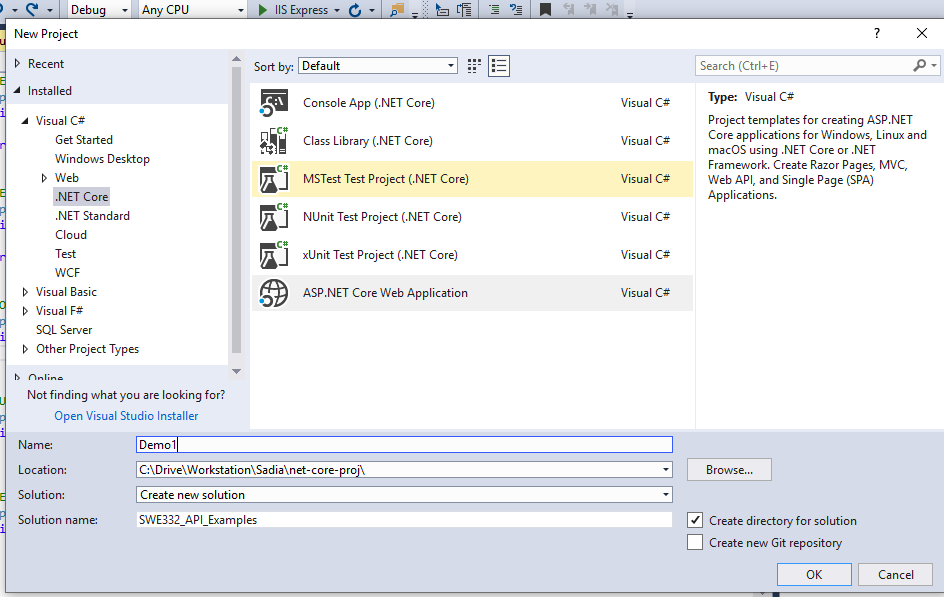 Debug Any CPU IIS Express
New Project ?
Recent
Installed
Visual C#
Get Started
Windows Desktop
Web
.NET Core
.NET Standard
Cloud
Test
WCF
Visual Basic
Visual F#
SQL Server
Other Project Types
Online
Not finding what you are looking for?
Open Visual Studio Installer
Sort by: Default
Console App (.NET Core) Visual C#
Class Library (.NET Core) Visual C#
MSTest Test Project (.NET Core) Visual C#
NUnit Test Project (.NET Core) Visual C#
xUnit Test Project (.NET Core) Visual C#
ASP.NET Core Web Application Visual C#
Search (Ctrl+E)
Type: Visual C#
Project templates for creating ASP.NET
Core applications for Windows, Linux and
macOS using .NET Core or .NET
Framework. Create Razor Pages, MVC,
Web API, and Single Page (SPA)
Applications.
Name: Demo1
Location: C:\Drive\Workstation\Sadia\net-core-proj\ Browse...
Solution: Create new solution
Solution name: SWE332_API_Examples
Create directory for solution
Create new Git repository
OK Cancel